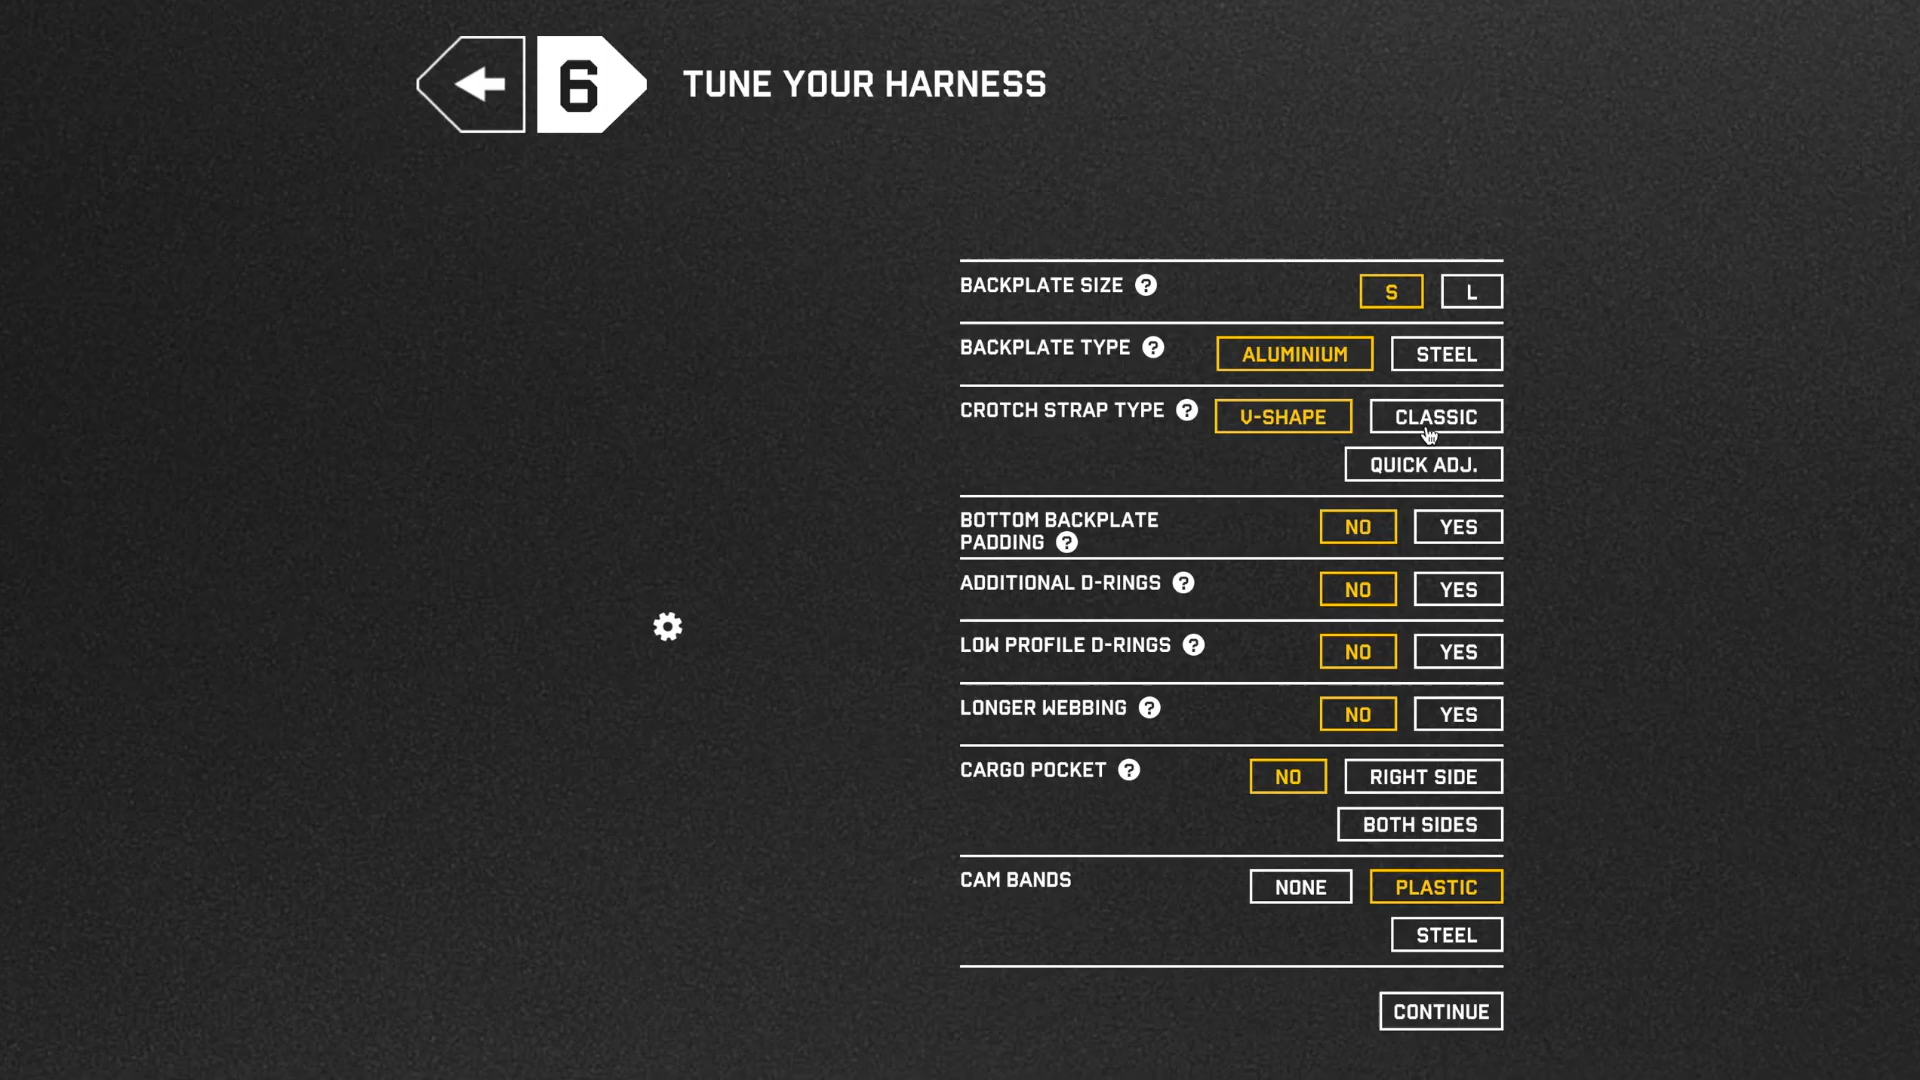 6 TUNE YOUR HARNESS
BACKPLATE SIZE ? S L
BACKPLATE TYPE ? ALUMINIUM STEEL
CROTCH STRAP TYPE ? V-SHAPE CLASSIC
QUICK ADJ.
BOTTOM BACKPLATE
PADDING ? NO YES
ADDITIONAL D-RINGS ? NO YES
LOW PROFILE D-RINGS ? NO YES
LONGER WEBBING ? NO YES
CARGO POCKET ? NO RIGHT SIDE
BOTH SIDES
CAM BANDS NONE PLASTIC
STEEL
CONTINUE